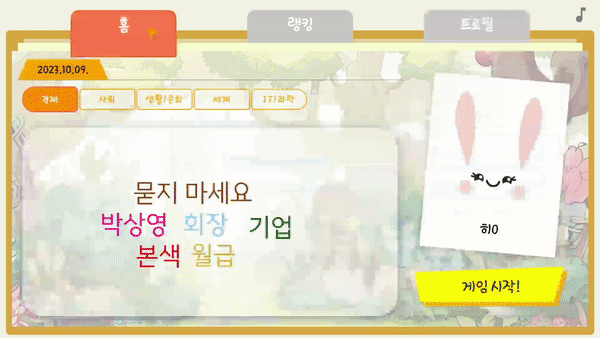 홈
랭킹
트로필
2023.10.09.
경제
사회
생활/문화
세계
IT/과학
묻지 마세요
박상영 회장 기업
본색 월급
히0
게임 시작!